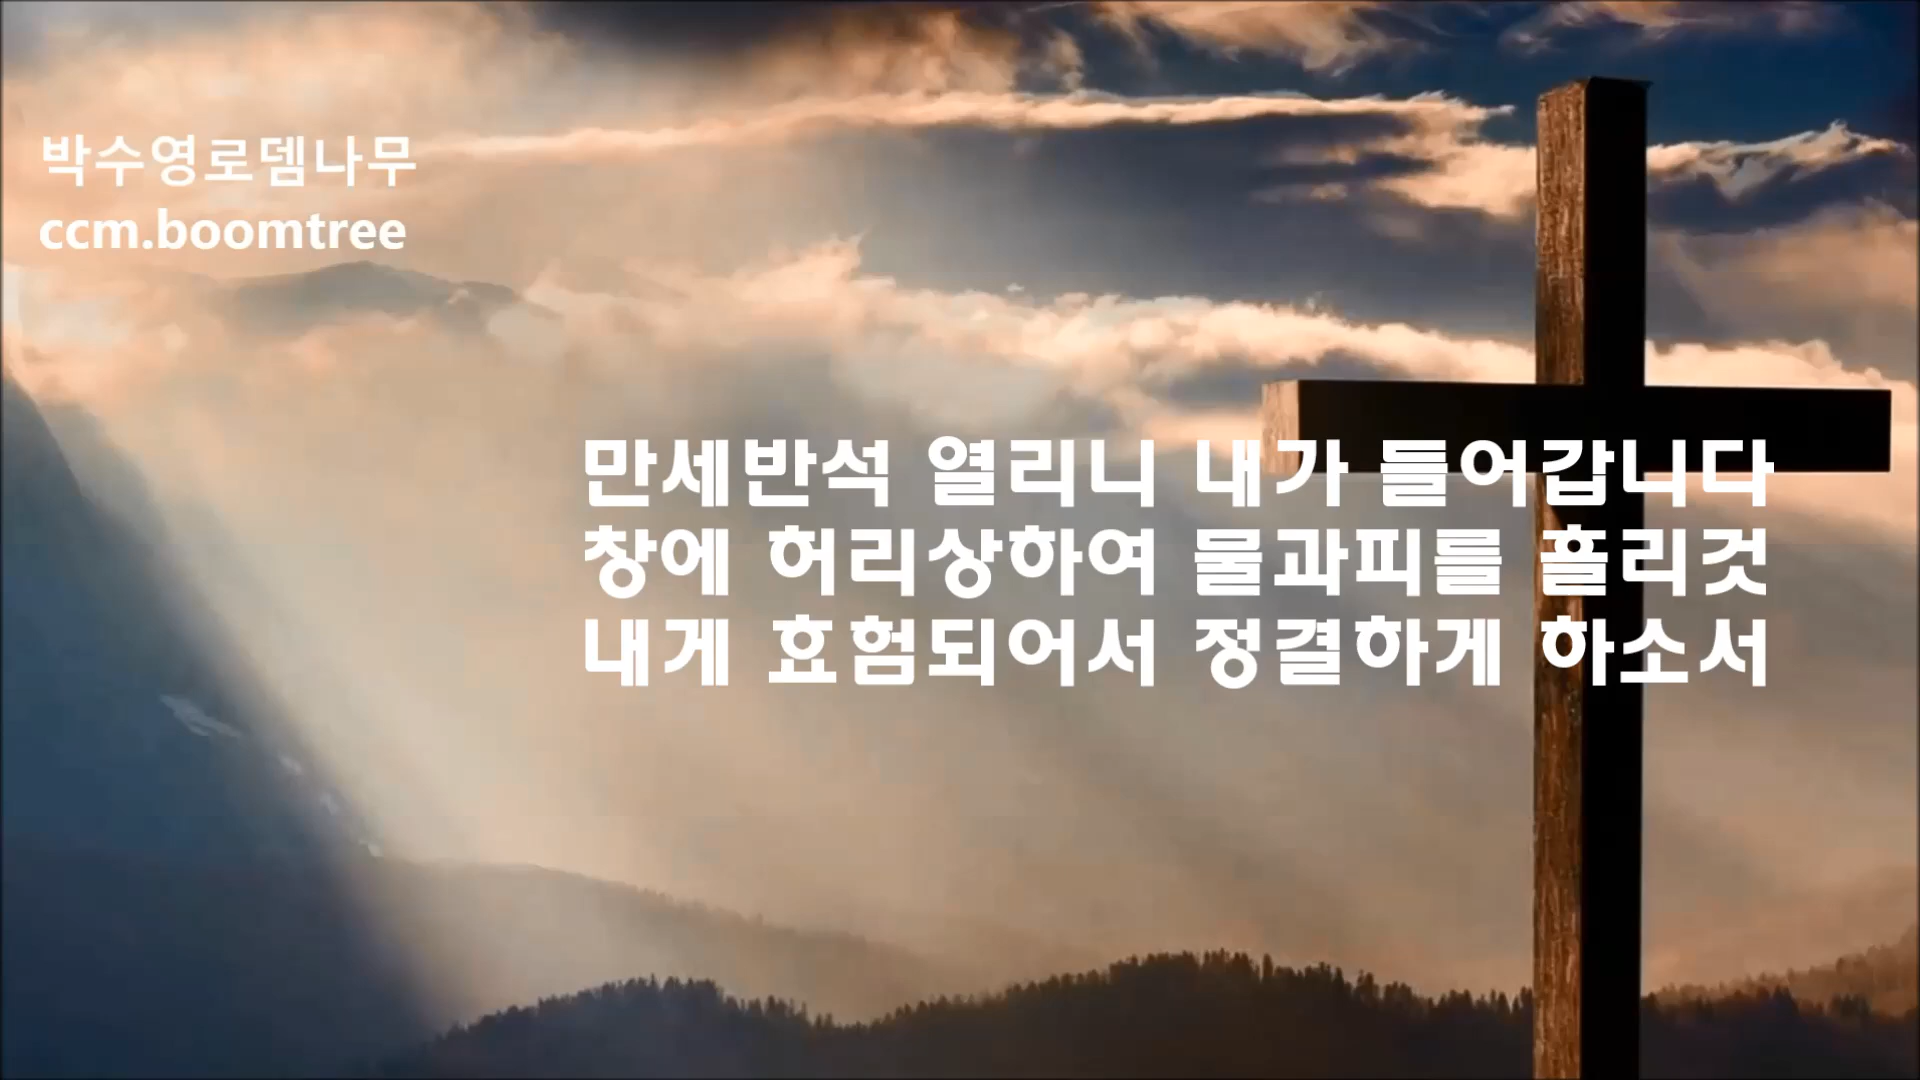 박수영로뎀나무
ccm.boomtree
만세반석 열리니 내가 들어갑니다
창에 허리상하여 물과피를 흘리것
내게 효험되어서 정결하게 하소서